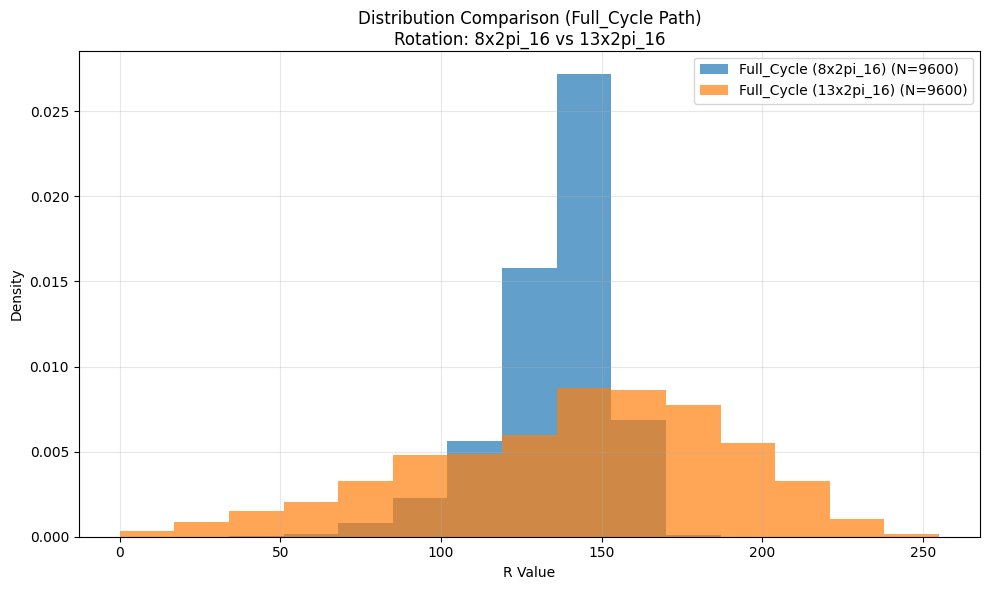 Distribution Comparison (Full_Cycle Path)
Rotation: 8x2pi_16 vs 13x2pi_16
Full_Cycle (8x2pi_16) (N=9600)
Full_Cycle (13x2pi_16) (N=9600)
Density
0.025
0.020
0.015
0.010
0.005
0.000
0 50 100 150 200 250
R Value